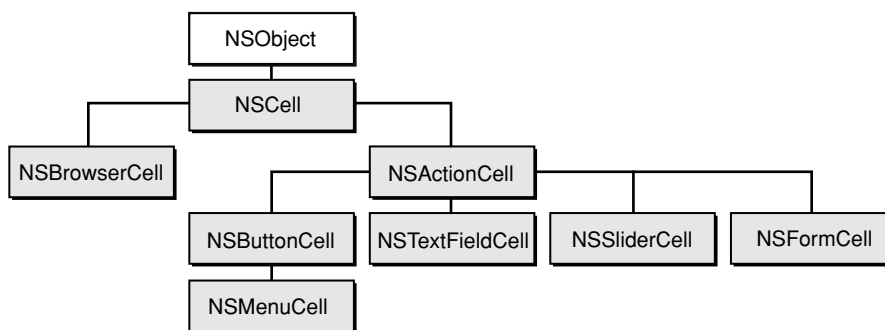 NSObject
NSCell
NSBrowserCell
NSActionCell
NSButtonCell
NSTextFieldCell
NSSliderCell
NSFormCell
NSMenuCell